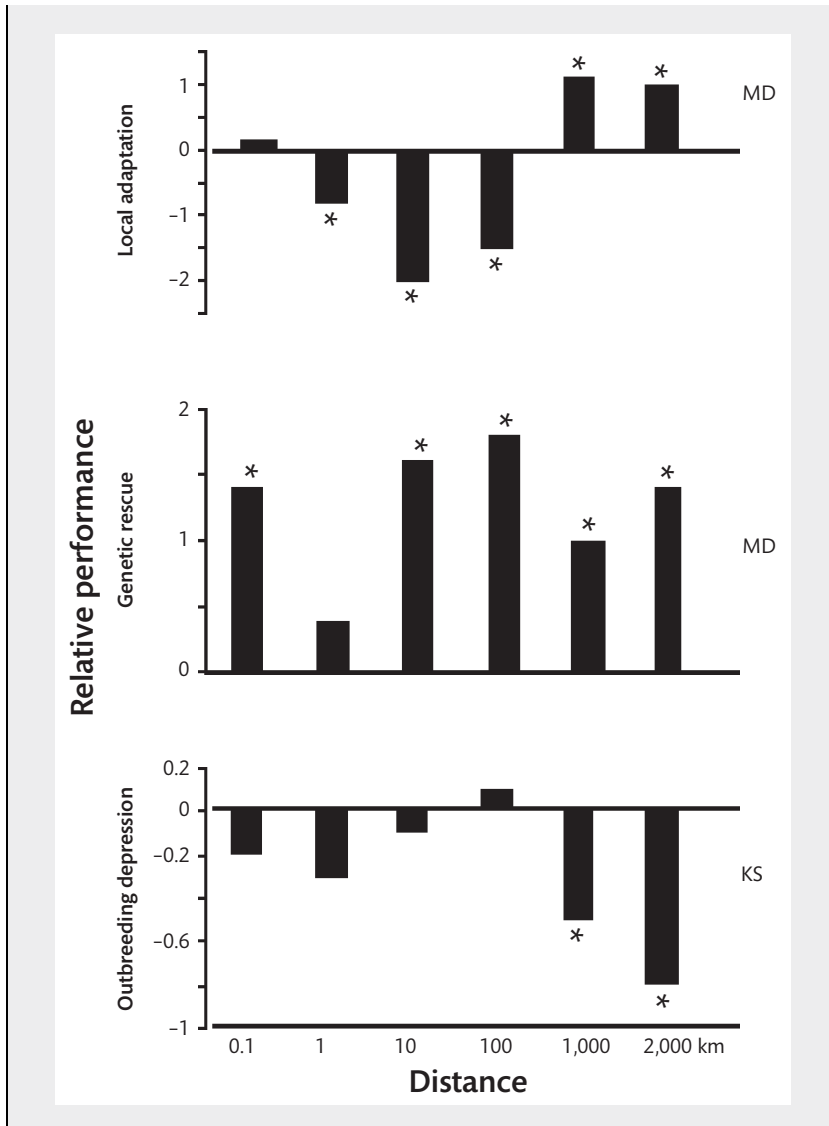 Relative performance
Local adaptation
1
0
–1
–2
*
*
*
*
*
MD
Genetic rescue
2
1
0
*
*
*
*
*
MD
Outbreeding depression
0.2
0
–0.2
–0.6
–1
*
*
KS
0.1 1 10 100 1,000 2,000 km
Distance